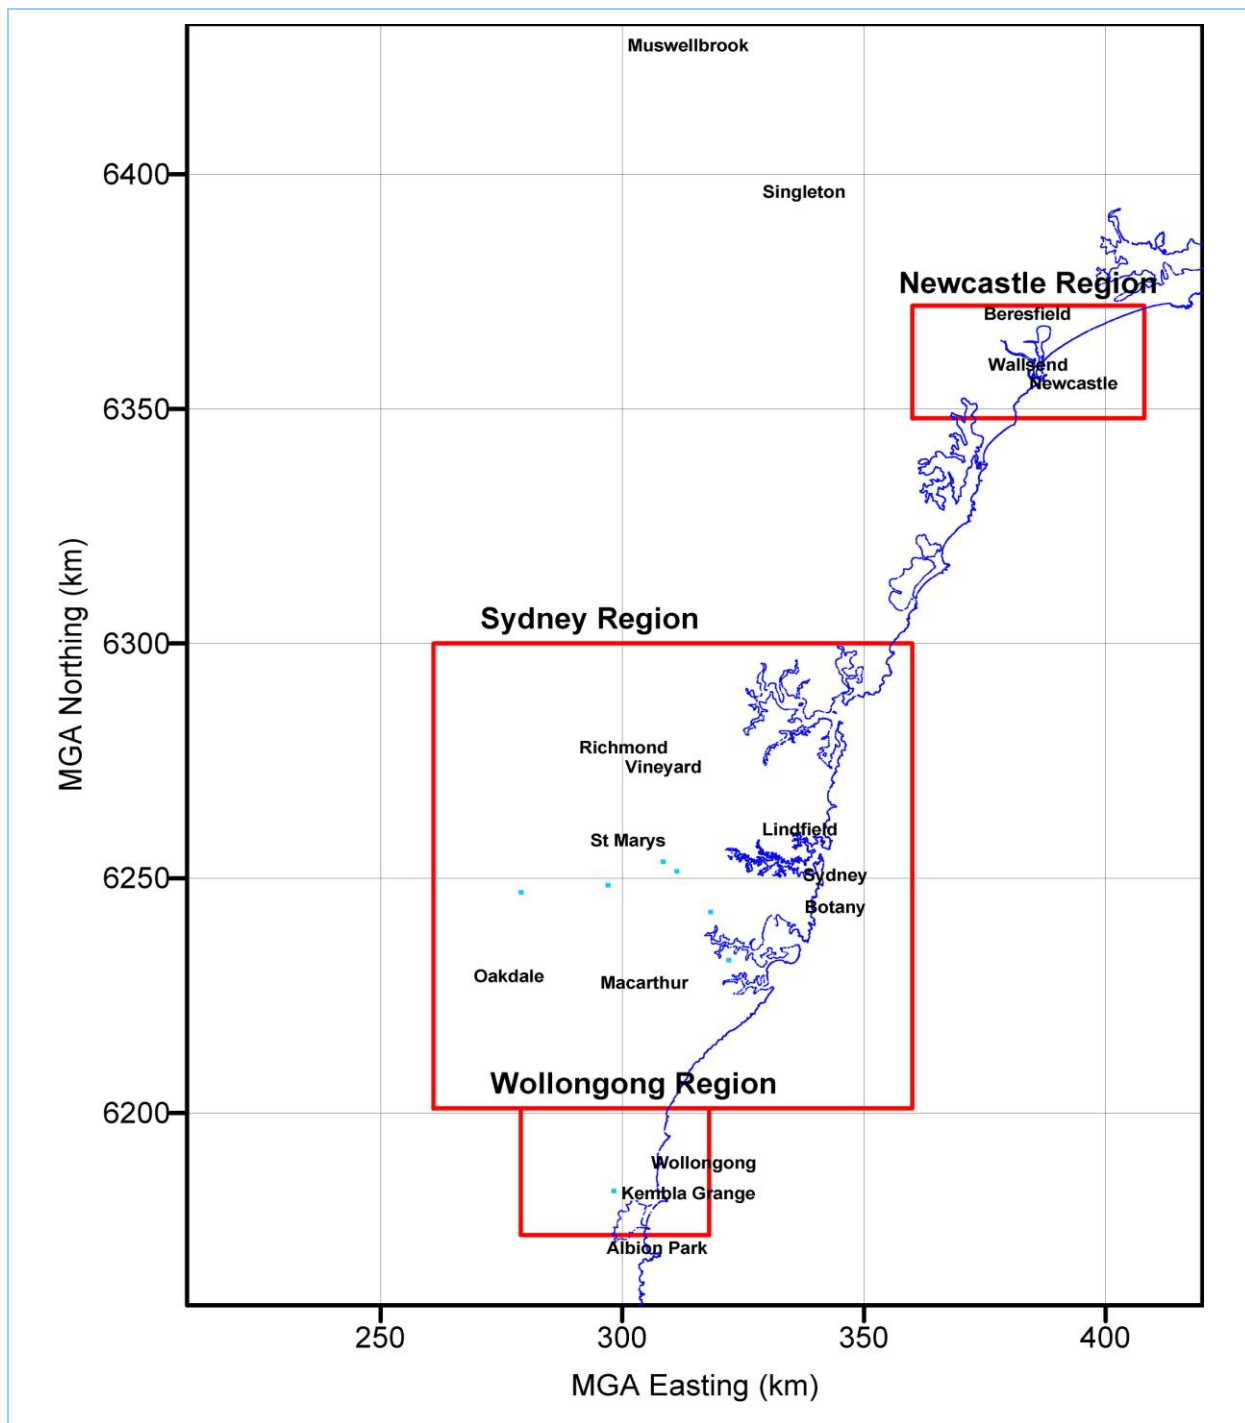 Muswellbrook
6400
Singleton
Newcastle Region
Beresfield
Wallsend
Newcastle
6350
MGA Northing (km)
Sydney Region
6300
Richmond
Vineyard
Lindfield
St Marys
6250
Sydney
Botany
Oakdale
Macarthur
Wollongong Region
6200
Wollongong
Kembla Grange
Albion Park
250
300
350
400
MGA Easting (km)